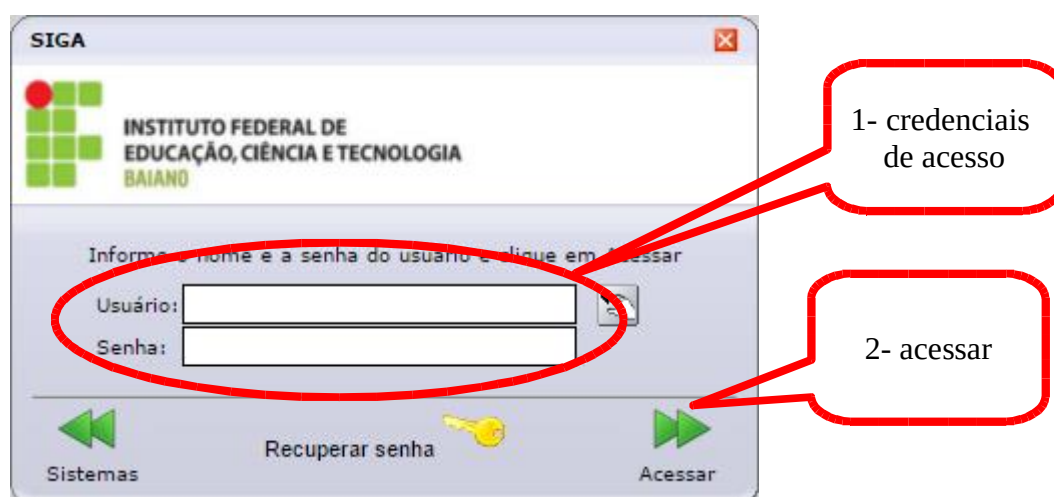 SIGA
INSTITUTO FEDERAL DE
EDUCAÇÃO, CIÊNCIA E TECNOLOGIA
BAIANO
1- credenciais
de acesso
Informe o nome e a senha do usuário e clique em Acessar
Usuário:
Senha:
2- acessar
Recuperar senha
Sistemas
Acessar